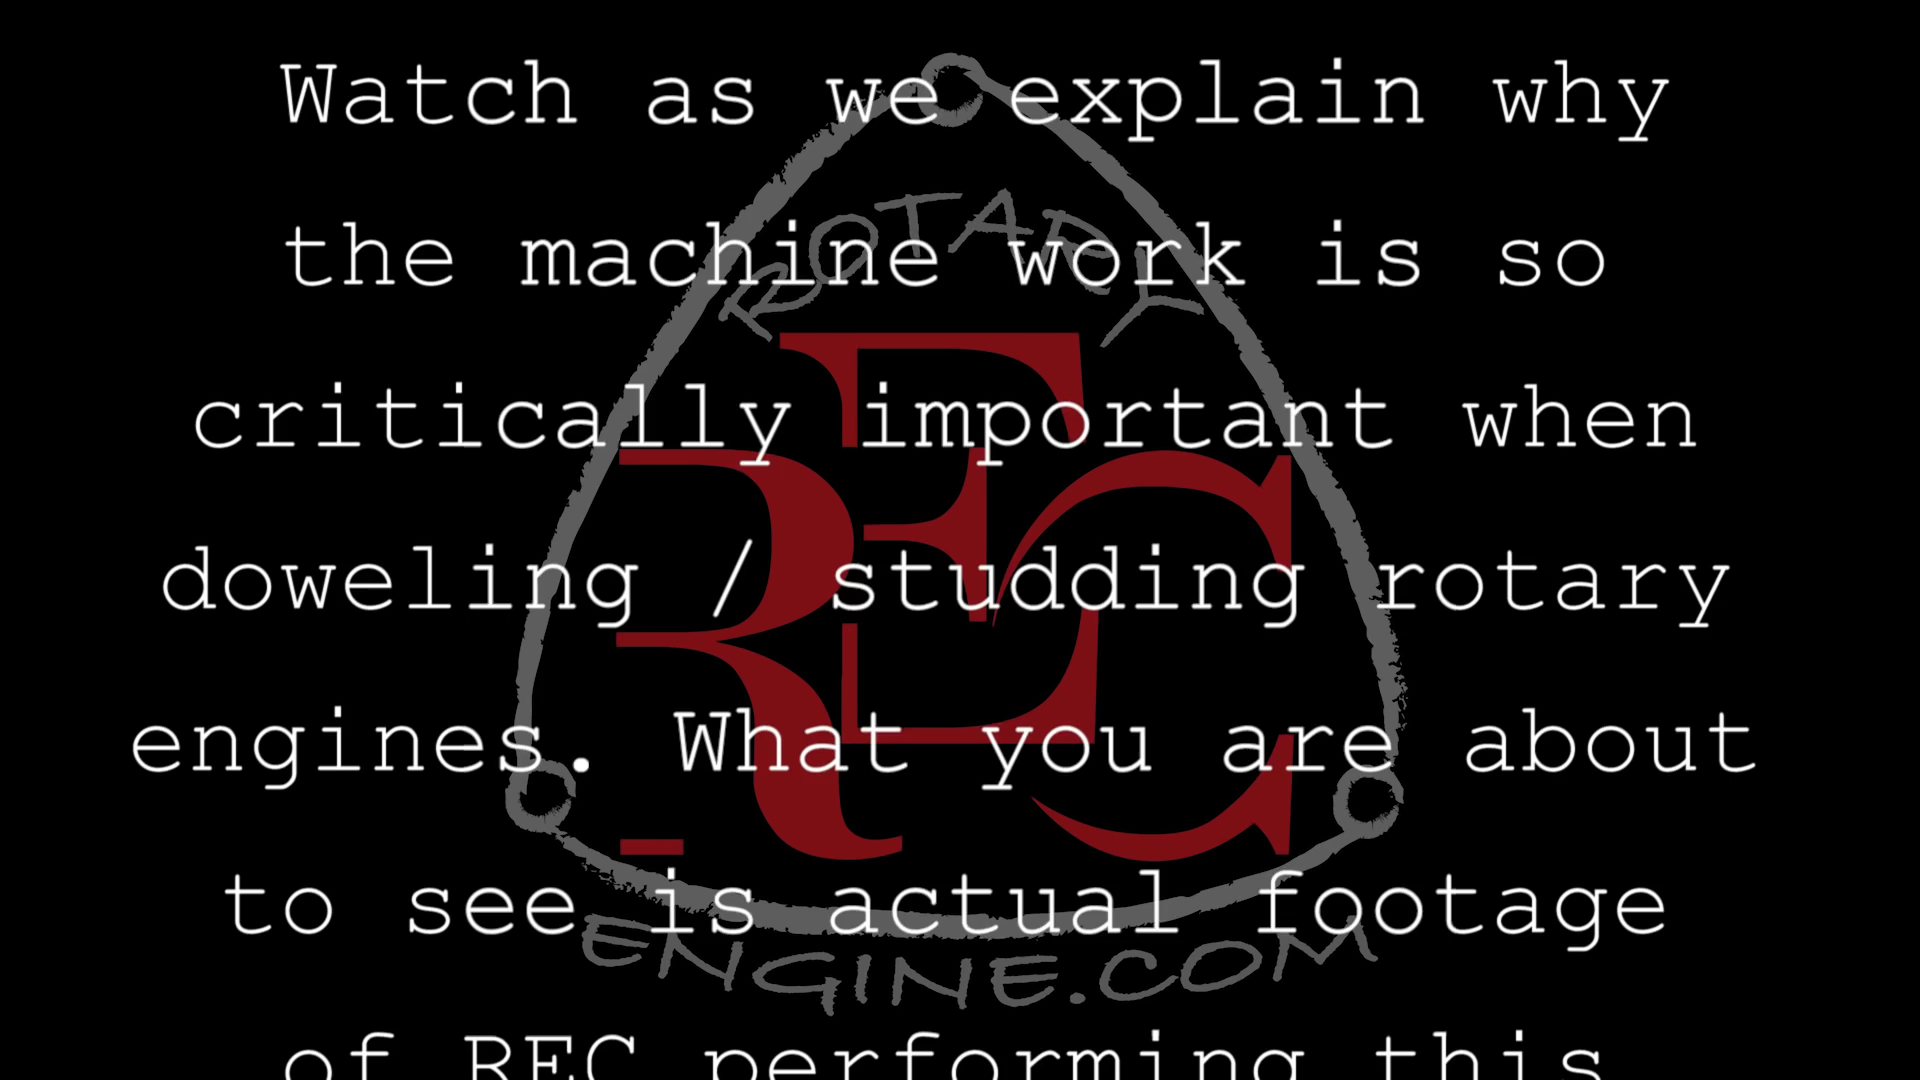 Watch as we explain why
the machine work is so
critically important when
doweling / studding rotary
engines. What you are about
to see is actual footage
of REC performing this
ROTARY
REC
ENGINE.COM